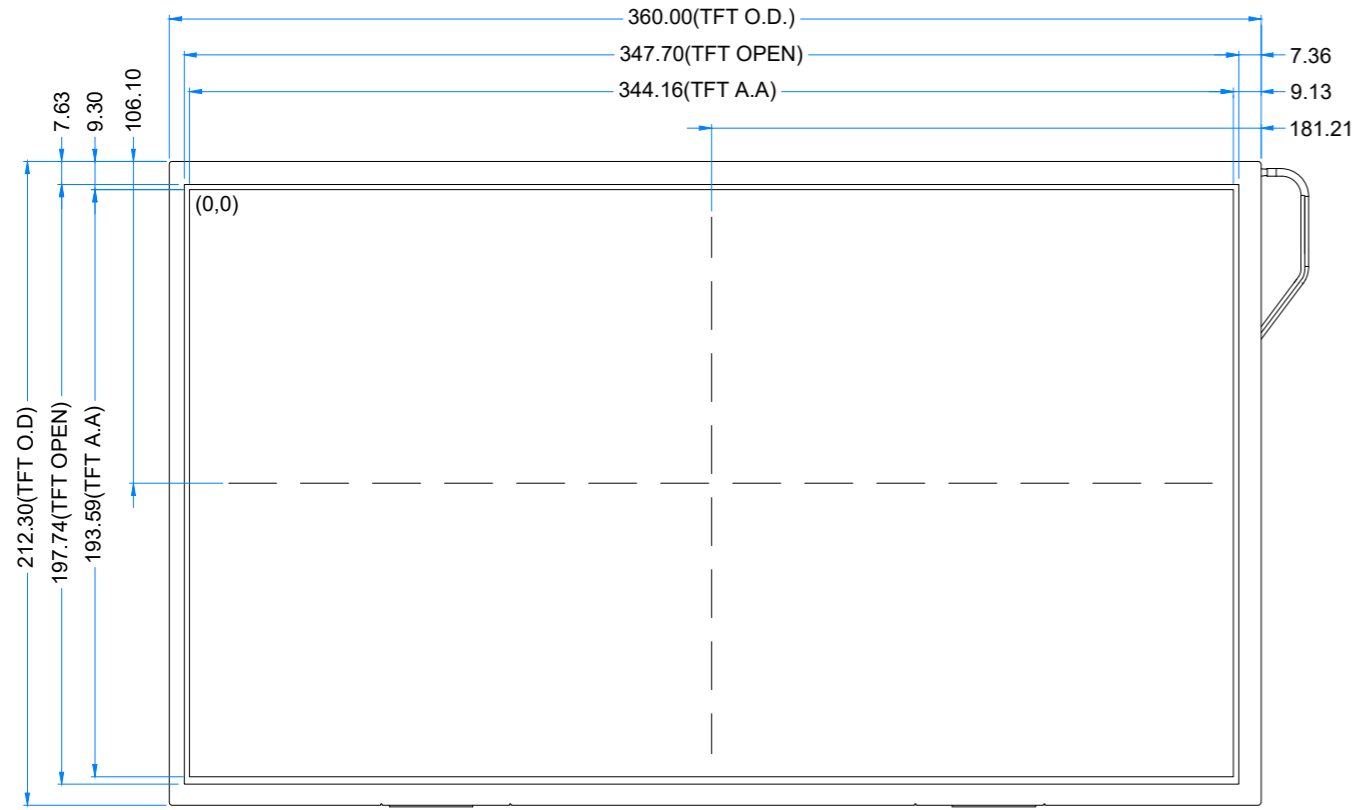 360.00(TFT O.D.)
347.70(TFT OPEN)
7.36
344.16(TFT A.A)
9.13
181.21
7.63
9.30
106.10
(0,0)
212.30(TFT O.D)
197.74(TFT OPEN)
193.59(TFT A.A)